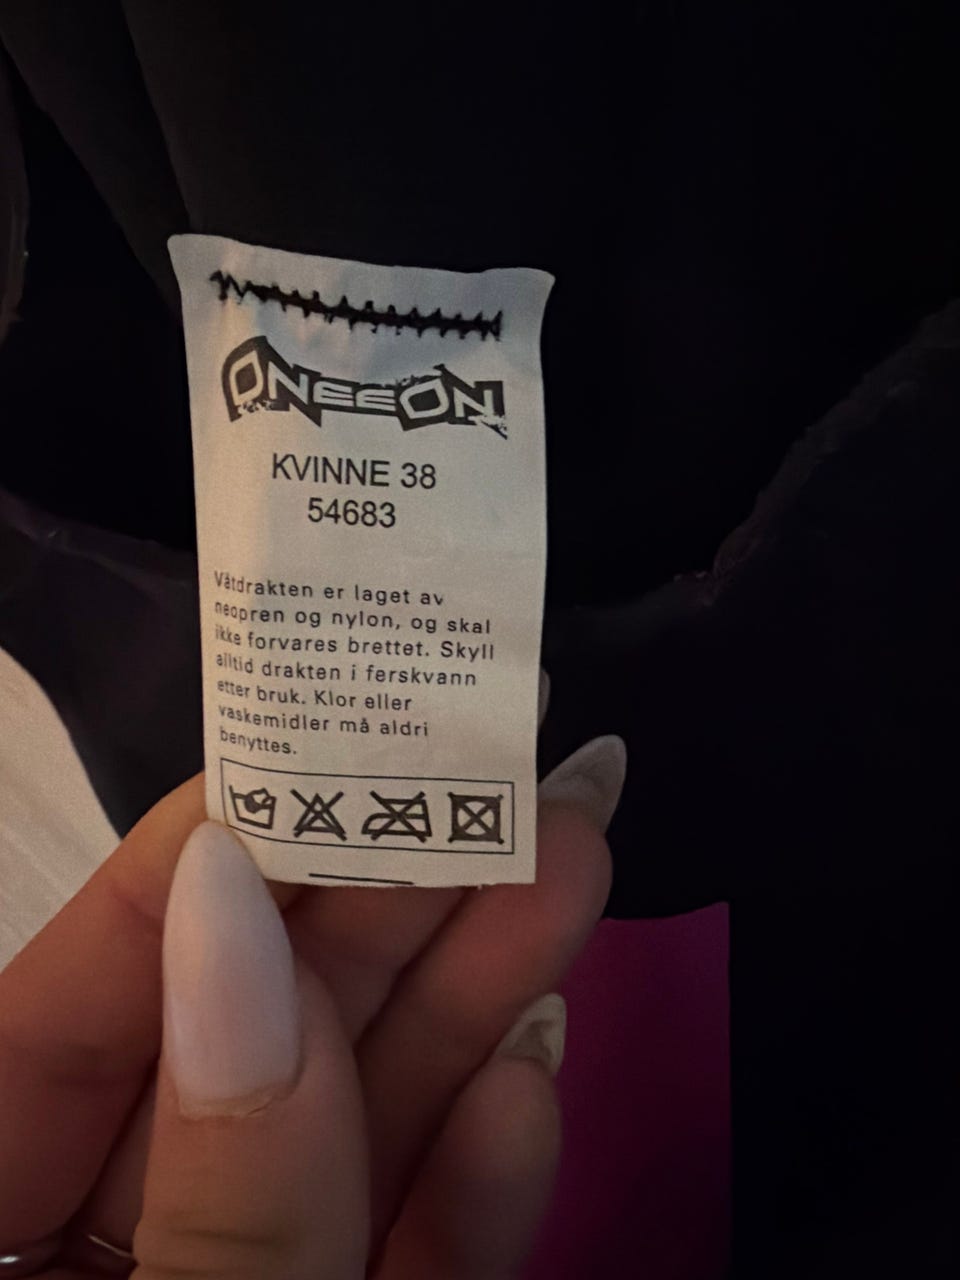 ONEEON
KVINNE 38
54683
Våtdrakten er laget av
neopren og nylon, og skal
ikke forvares brettet. Skyll
alltid drakten i ferskvann
etter bruk. Klor eller
vaskemidler må aldri
benyttes.